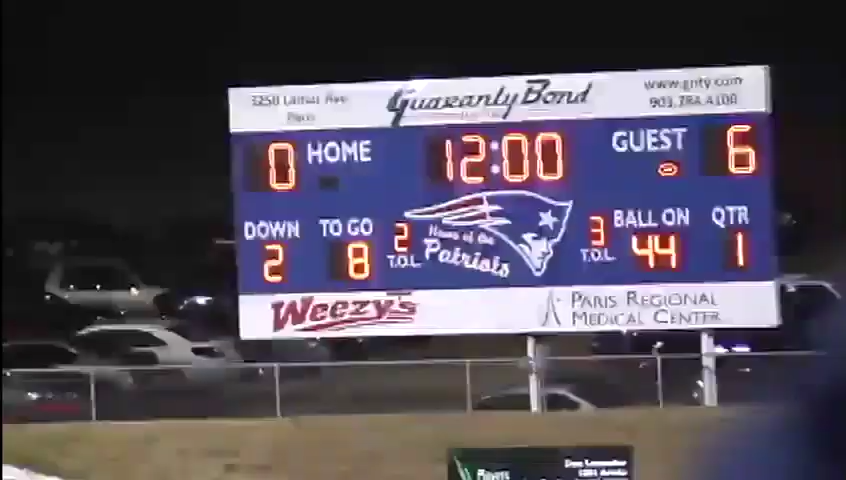 3250 Lamar Ave
Paris
Guaranty Bond
www.gnty.com
903.784.4100
0 HOME
12:00
GUEST 6
DOWN
2
TO GO
8
2
T.O.L.
Home of the
Patriots
3
T.O.L.
BALL ON
44
QTR
1
Weezy's
PARIS REGIONAL
MEDICAL CENTER